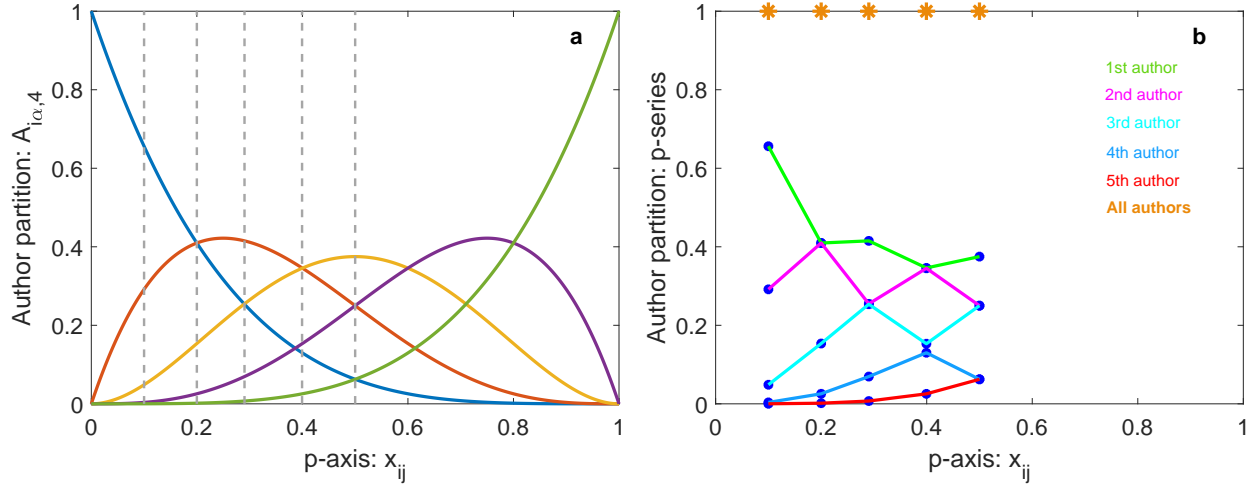 a
Author partition: A_{iα,4}
1
0.8
0.6
0.4
0.2
0
0 0.2 0.4 0.6 0.8 1
p-axis: x_{ij}
b
Author partition: p-series
1
0.8
0.6
0.4
0.2
0
1st author
2nd author
3rd author
4th author
5th author
All authors
0 0.2 0.4 0.6 0.8 1
p-axis: x_{ij}